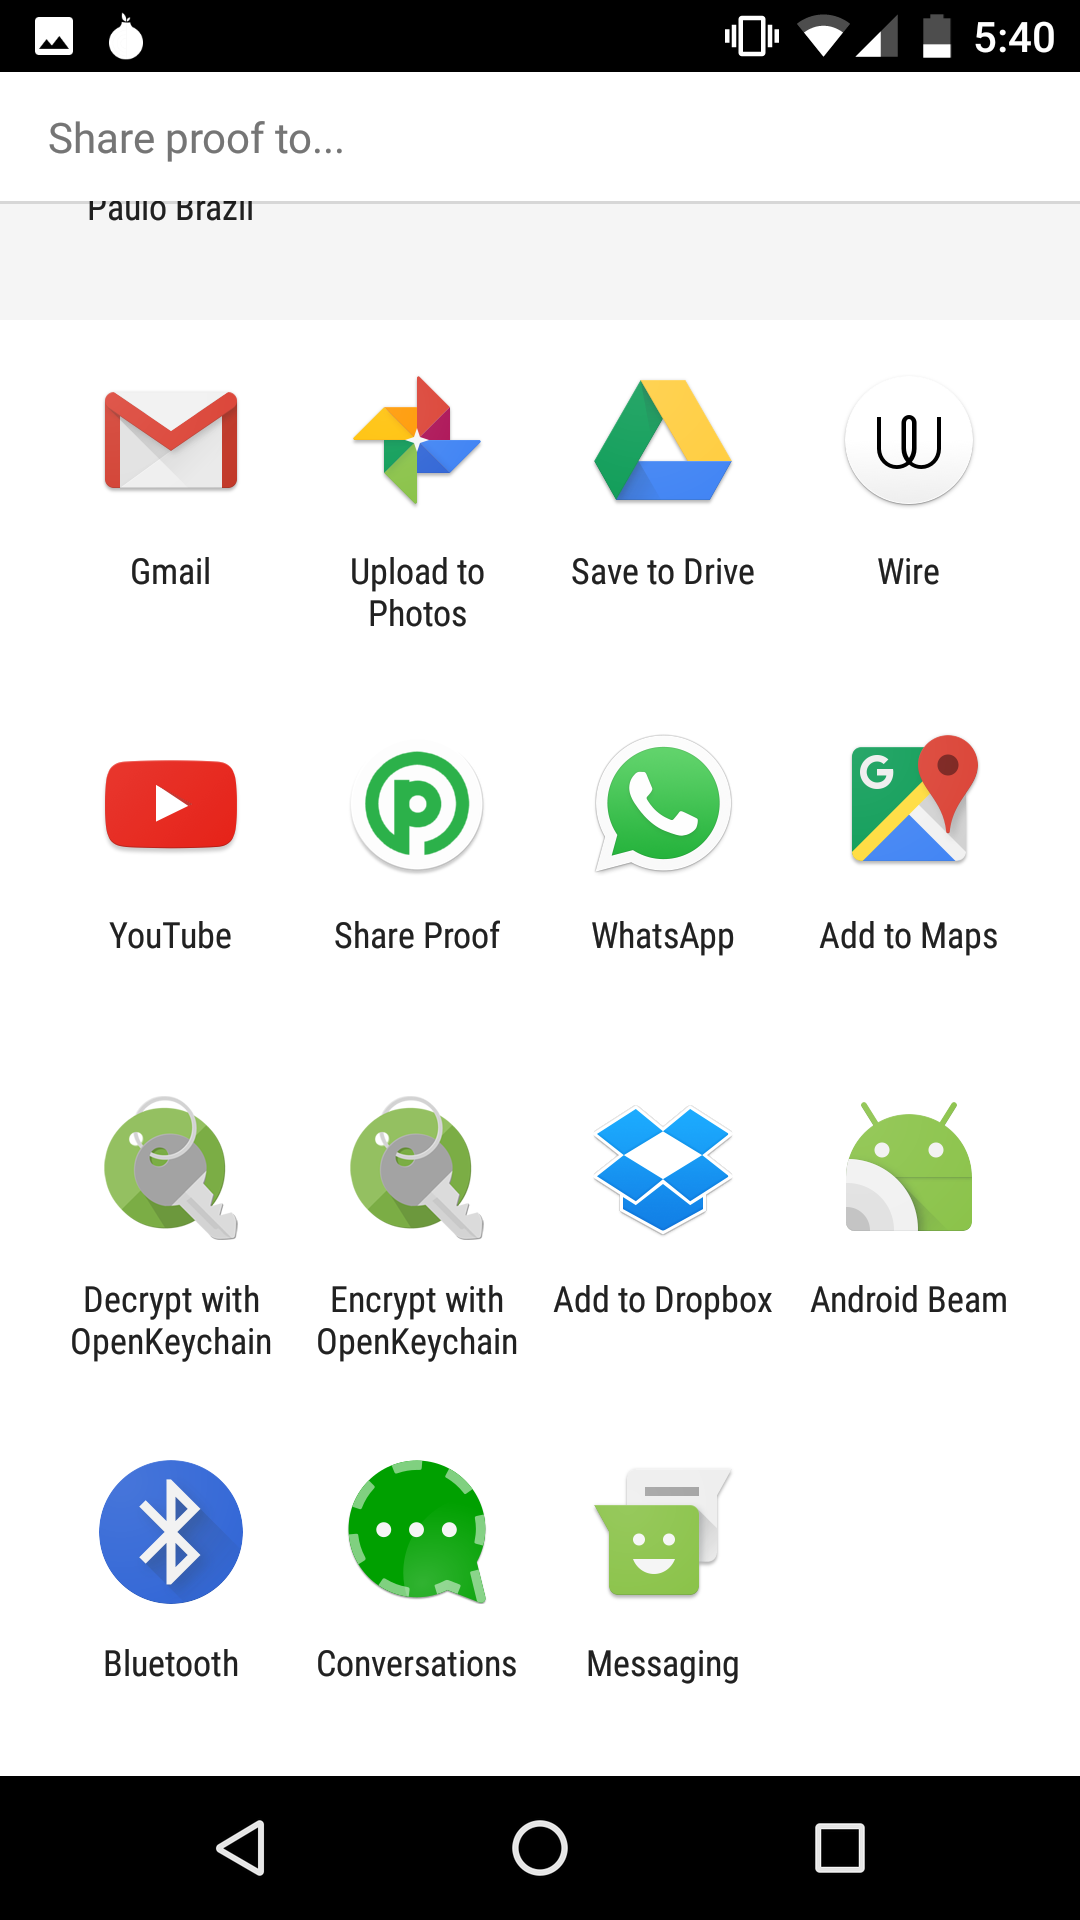 5:40
Share proof to...
Paulo Brazil
Gmail
Upload to
Photos
Save to Drive
Wire
YouTube
Share Proof
WhatsApp
Add to Maps
Decrypt with
OpenKeychain
Encrypt with
OpenKeychain
Add to Dropbox
Android Beam
Bluetooth
Conversations
Messaging